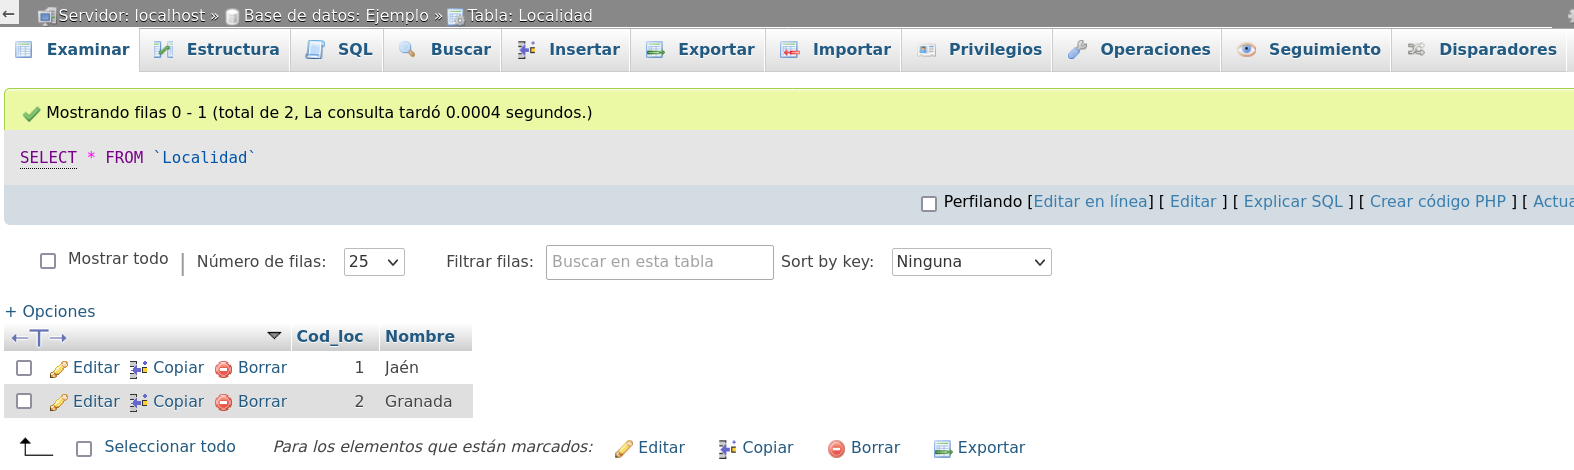 Servidor: localhost » Base de datos: Ejemplo » Tabla: Localidad
Examinar Estructura SQL Buscar Insertar Exportar Importar Privilegios Operaciones Seguimiento Disparadores
Mostrando filas 0 - 1 (total de 2, La consulta tardó 0.0004 segundos.)
SELECT * FROM `Localidad`
Perfilando [Editar en línea] [ Editar ] [ Explicar SQL ] [ Crear código PHP ] [ Actua
Mostrar todo | Número de filas: 25 Filtrar filas: Buscar en esta tabla Sort by key: Ninguna
+ Opciones
←T→ Cod_loc Nombre
Editar Copiar Borrar 1 Jaén
Editar Copiar Borrar 2 Granada
Seleccionar todo Para los elementos que están marcados: Editar Copiar Borrar Exportar